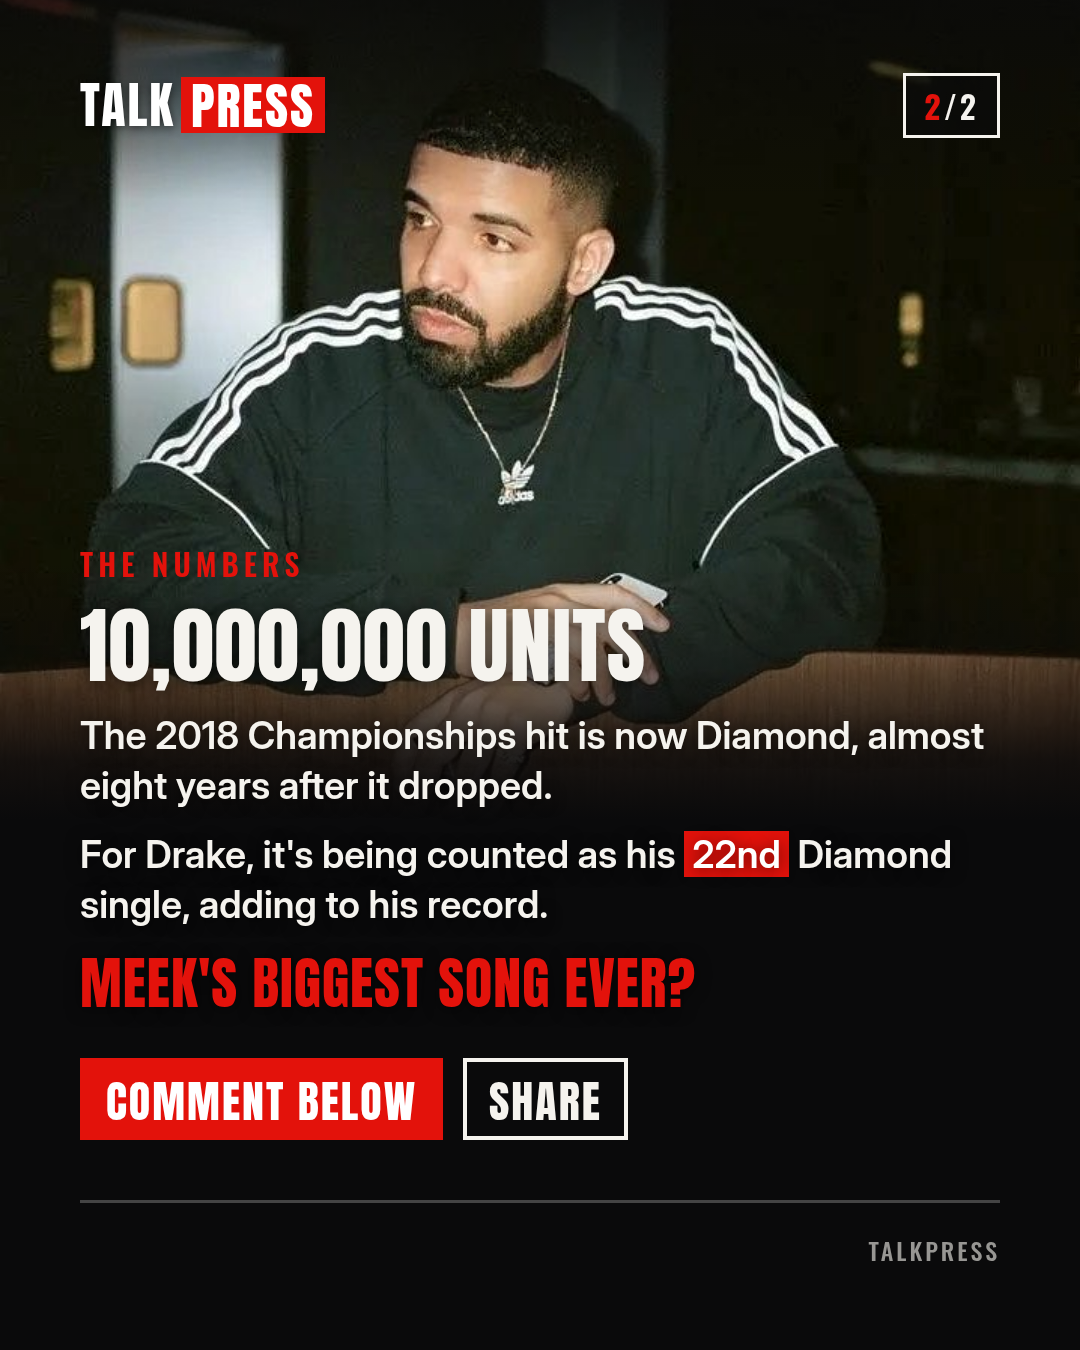 TALK PRESS
2/2
adidas
THE NUMBERS
10,000,000 UNITS
The 2018 Championships hit is now Diamond, almost
eight years after it dropped.
For Drake, it's being counted as his 22nd Diamond
single, adding to his record.
MEEK'S BIGGEST SONG EVER?
COMMENT BELOW
SHARE
TALKPRESS